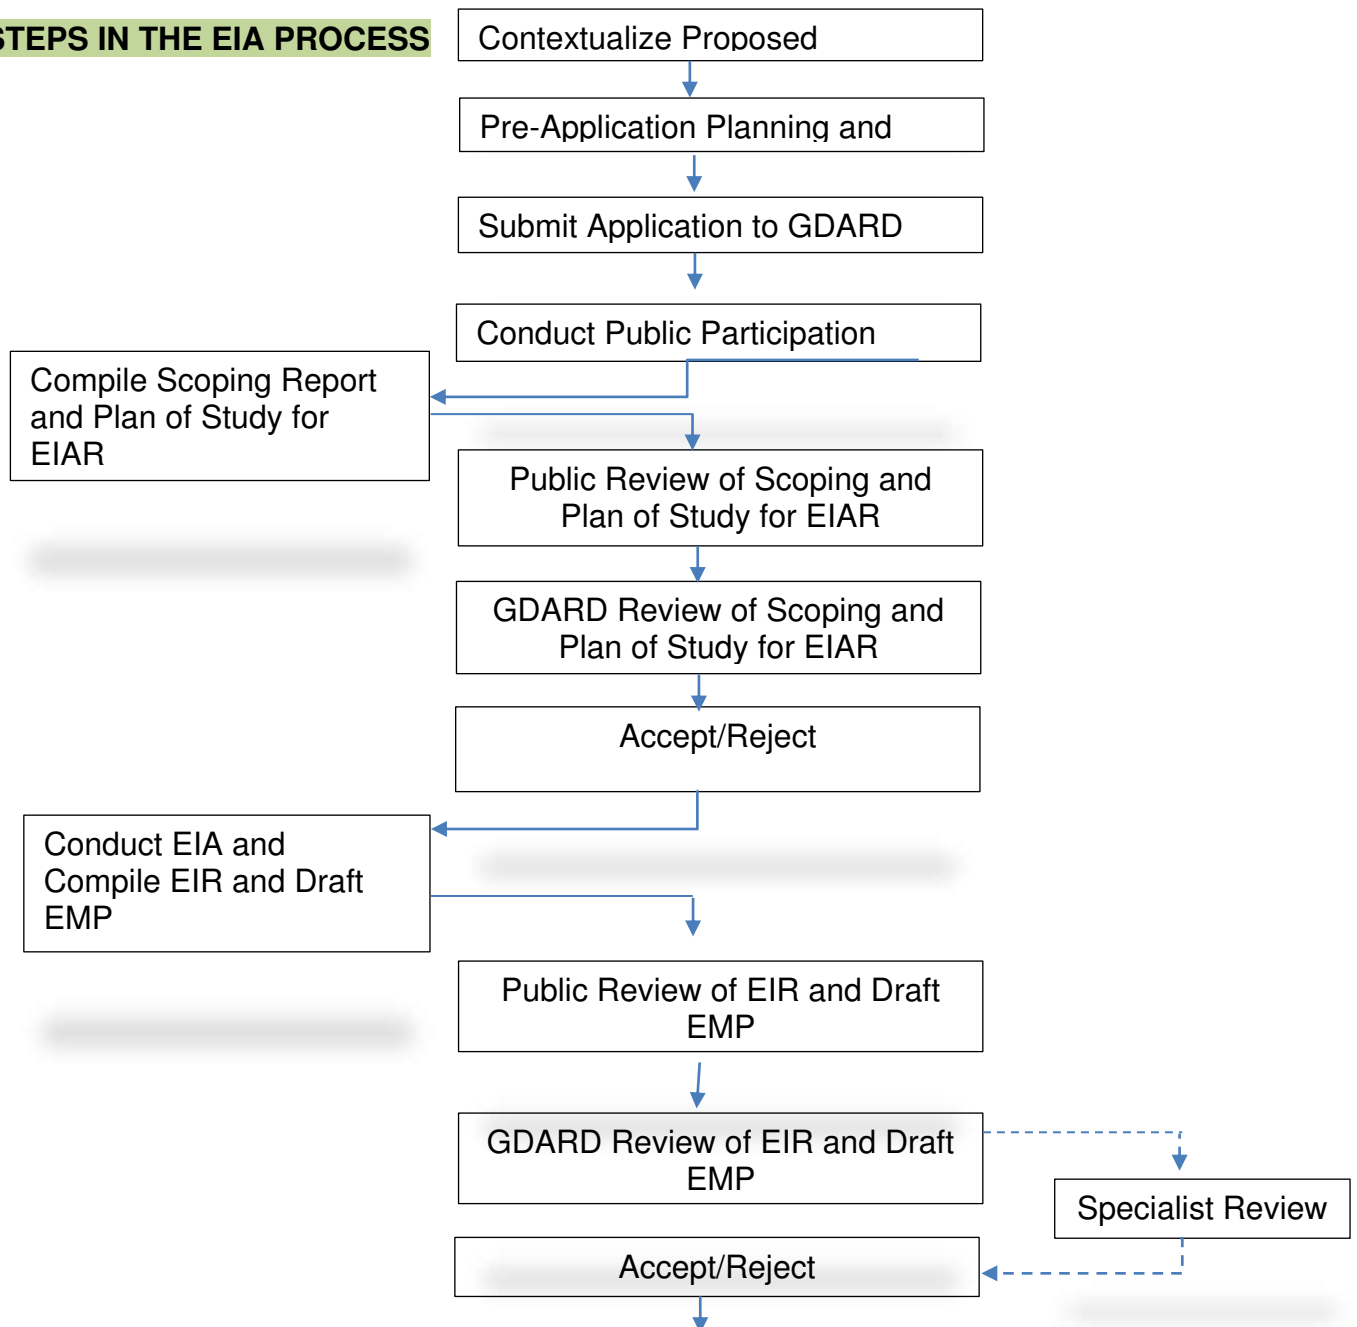 STEPS IN THE EIA PROCESS
Contextualize Proposed
Pre-Application Planning and
Submit Application to GDARD
Conduct Public Participation
Compile Scoping Report
and Plan of Study for
EIAR
Public Review of Scoping and
Plan of Study for EIAR
GDARD Review of Scoping and
Plan of Study for EIAR
Accept/Reject
Conduct EIA and
Compile EIR and Draft
EMP
Public Review of EIR and Draft
EMP
GDARD Review of EIR and Draft
EMP
Specialist Review
Accept/Reject